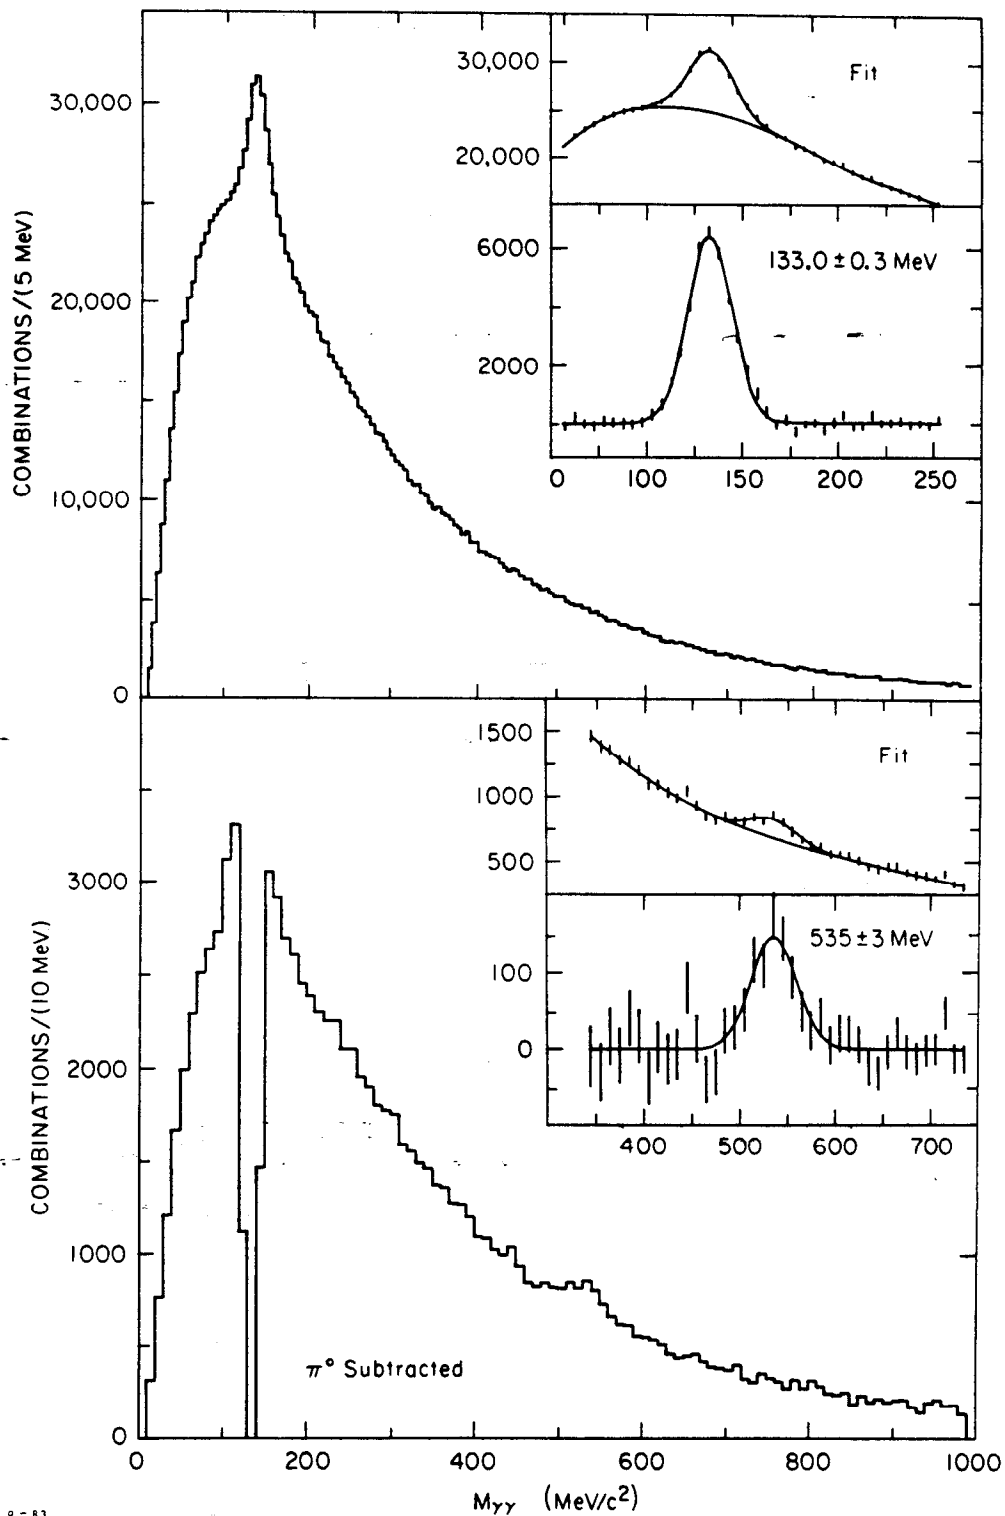 30,000
20,000
10,000
0
COMBINATIONS/(5 MeV)
30,000
20,000
Fit
6000
2000
133.0±0.3 MeV
0 100 150 200 250
3000
2000
1000
0
COMBINATIONS/(10 MeV)
1500
1000
500
Fit
100
0
535±3 MeV
400 500 600 700
π° Subtracted
0 200 400 600 800 1000
Mγγ (MeV/c²)